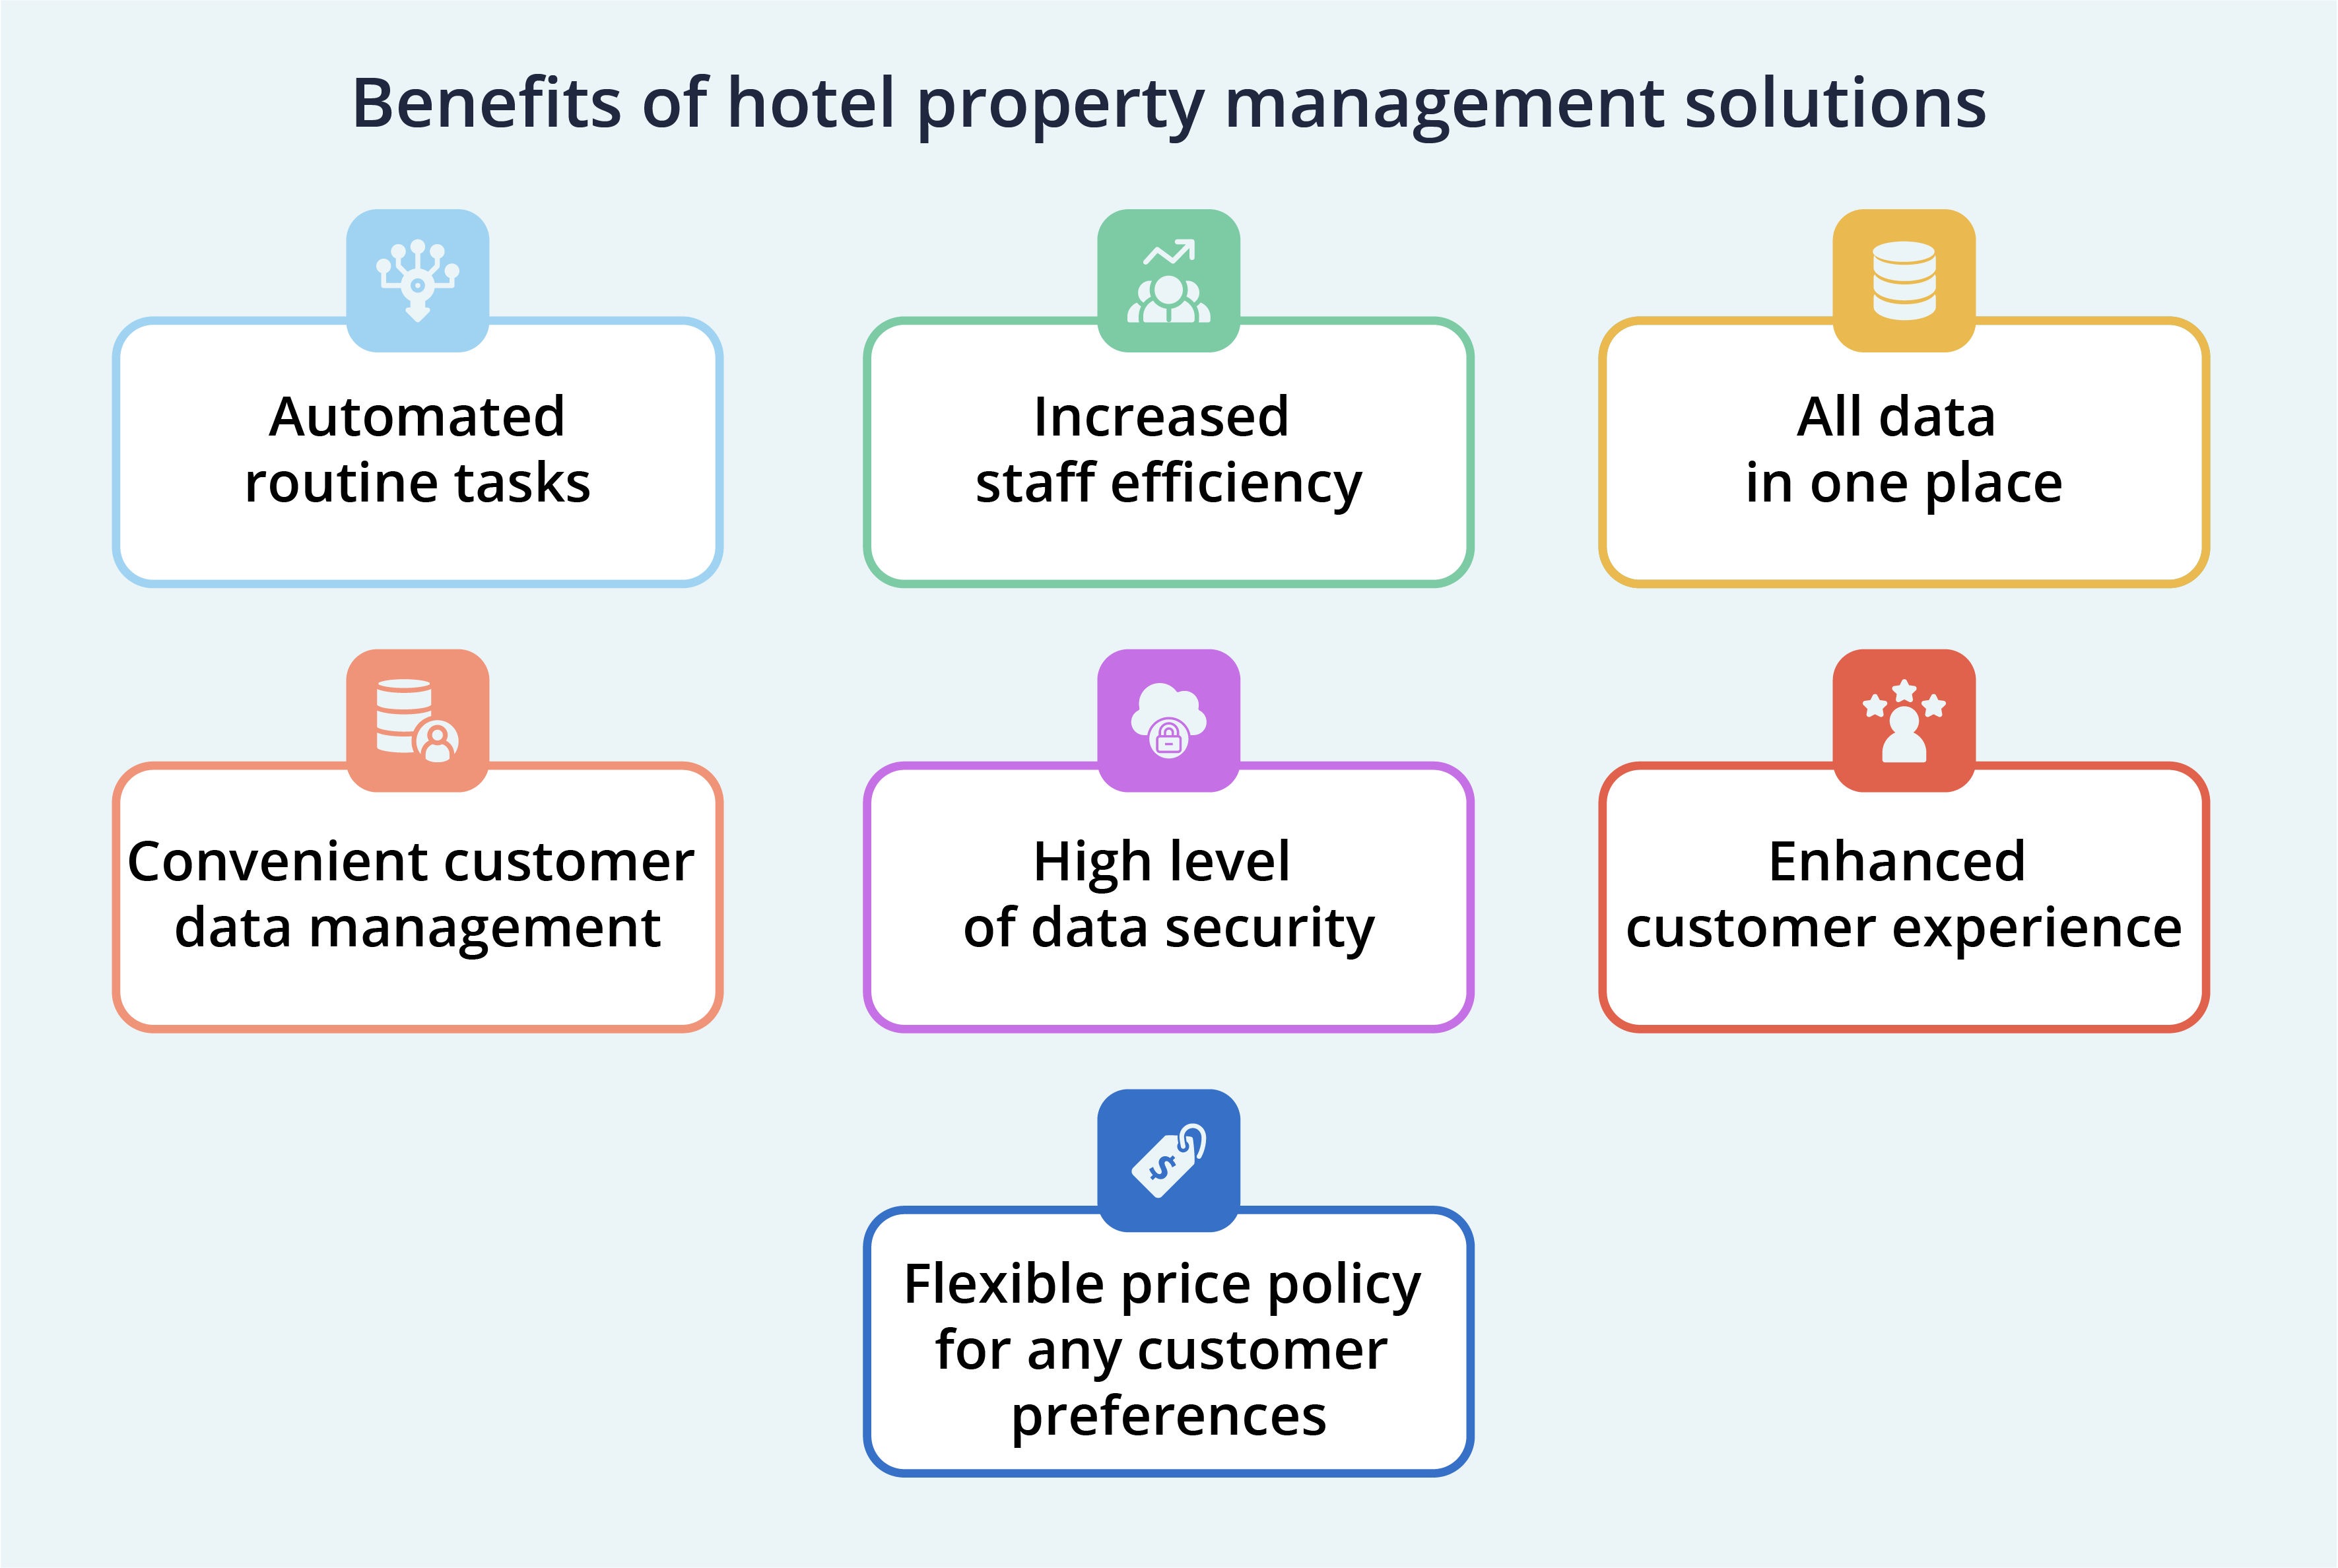 Benefits of hotel property management solutions
Automated
routine tasks
Increased
staff efficiency
All data
in one place
Convenient customer
data management
High level
of data security
Enhanced
customer experience
$
Flexible price policy
for any customer
preferences